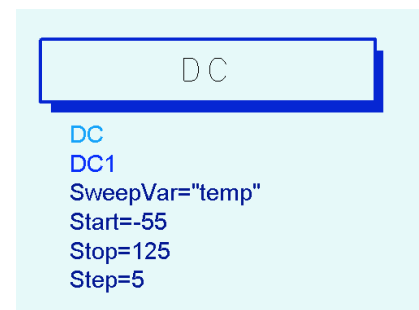 DC
DC
DC1
SweepVar="temp"
Start=-55
Stop=125
Step=5